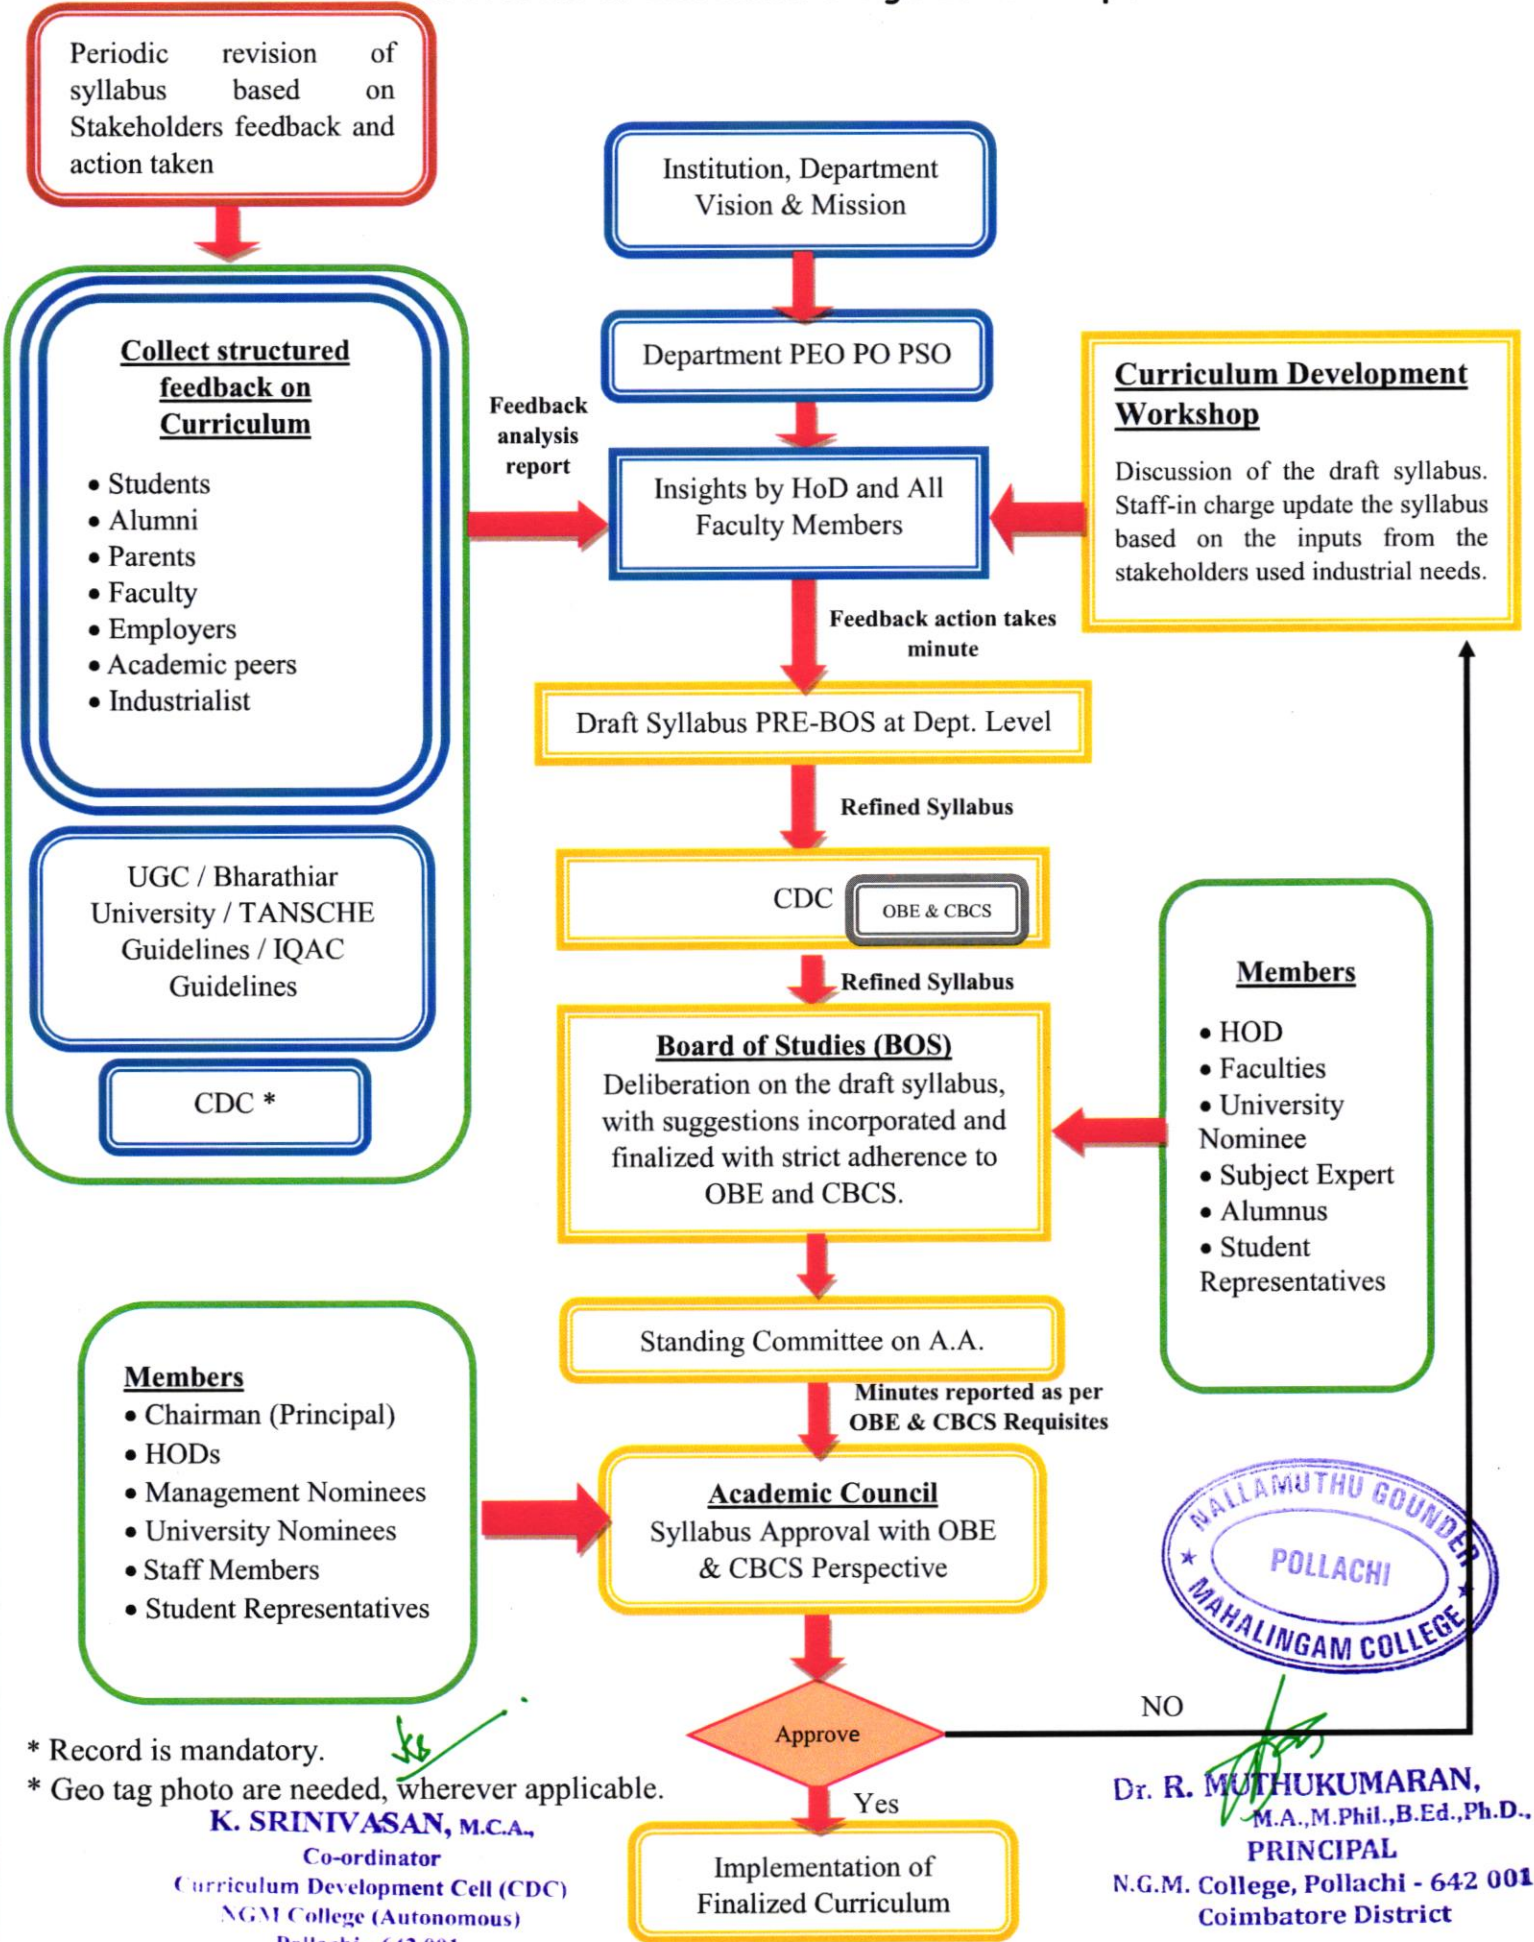 Periodic revision of
syllabus based on
Stakeholders feedback and
action taken
Institution, Department
Vision & Mission
Department PEO PO PSO
Collect structured
feedback on
Curriculum
• Students
• Alumni
• Parents
• Faculty
• Employers
• Academic peers
• Industrialist
Feedback
analysis
report
Insights by HoD and All
Faculty Members
Curriculum Development
Workshop
Discussion of the draft syllabus.
Staff-in charge update the syllabus
based on the inputs from the
stakeholders used industrial needs.
Feedback action takes
minute
Draft Syllabus PRE-BOS at Dept. Level
Refined Syllabus
UGC / Bharathiar
University / TANSCHE
Guidelines / IQAC
Guidelines
CDC *
CDC
OBE & CBCS
Refined Syllabus
Board of Studies (BOS)
Deliberation on the draft syllabus,
with suggestions incorporated and
finalized with strict adherence to
OBE and CBCS.
Members
• HOD
• Faculties
• University
Nominee
• Subject Expert
• Alumnus
• Student
Representatives
Standing Committee on A.A.
Minutes reported as per
OBE & CBCS Requisites
Members
• Chairman (Principal)
• HODs
• Management Nominees
• University Nominees
• Staff Members
• Student Representatives
Academic Council
Syllabus Approval with OBE
& CBCS Perspective
NALLAMUTHU GOUNDER
POLLACHI
MAHALINGAM COLLEGE
Approve
NO
Yes
Implementation of
Finalized Curriculum
* Record is mandatory.
* Geo tag photo are needed, wherever applicable.
K. SRINIVASAN, M.C.A.,
Co-ordinator
Curriculum Development Cell (CDC)
NGM College (Autonomous)
Pollachi - 642 001
Dr. R. MUTHUKUMARAN,
M.A.,M.Phil.,B.Ed.,Ph.D.,
PRINCIPAL
N.G.M. College, Pollachi - 642 001
Coimbatore District